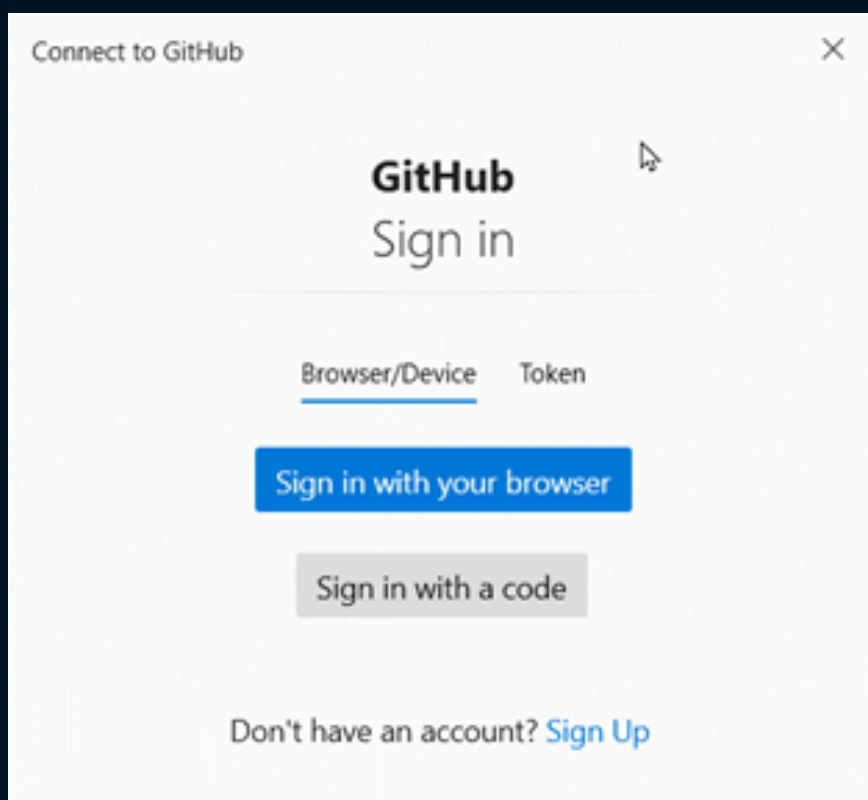 Connect to GitHub
GitHub
Sign in
Browser/Device Token
Sign in with your browser
Sign in with a code
Don't have an account? Sign Up